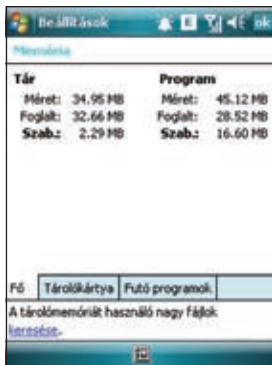 Beállítások ok
Memória
Tár Program
Méret: 34.95 MB Méret: 45.12 MB
Foglalt: 32.66 MB Foglalt: 28.52 MB
Szab.: 2.29 MB Szab.: 16.60 MB
Fő Tárolókártya Futó programok
A tárolómemóriát használó nagy fájlok
keresése.